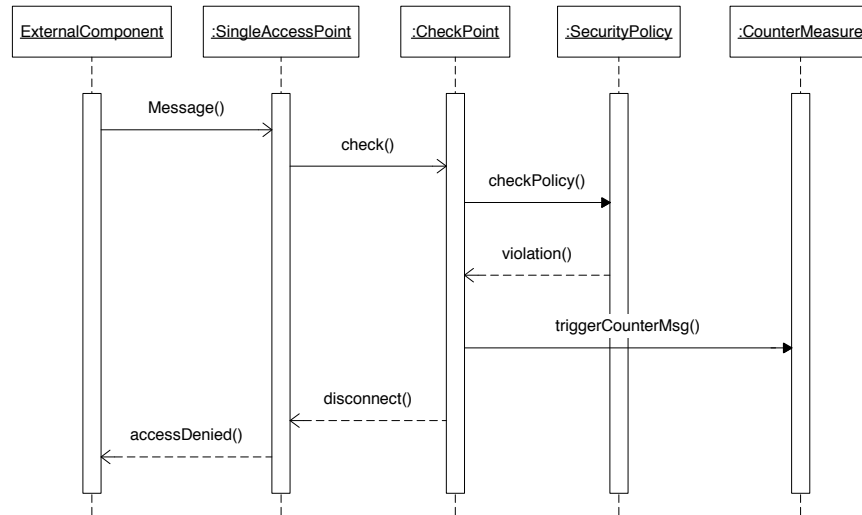 ExternalComponent
:SingleAccessPoint
:CheckPoint
:SecurityPolicy
:CounterMeasure
Message()
check()
checkPolicy()
violation()
triggerCounterMsg()
disconnect()
accessDenied()